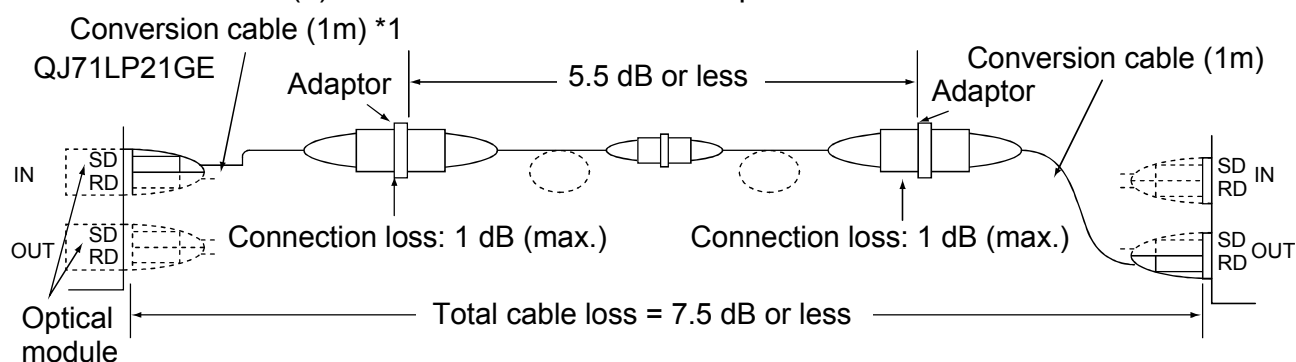 Conversion cable (1m) *1
QJ71LP21GE
Adaptor
5.5 dB or less
Conversion cable (1m)
Adaptor
IN
SD
RD
SD
RD
IN
OUT
SD
RD
Connection loss: 1 dB (max.)
Connection loss: 1 dB (max.)
SD
RD
OUT
Optical
module
Total cable loss = 7.5 dB or less